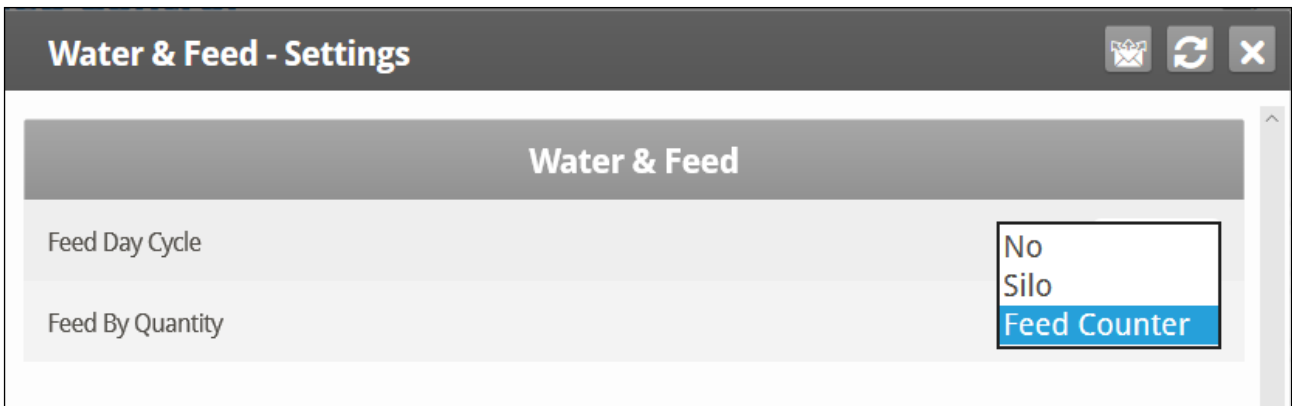 Water & Feed - Settings
Water & Feed
Feed Day Cycle
No
Silo
Feed By Quantity
Feed Counter